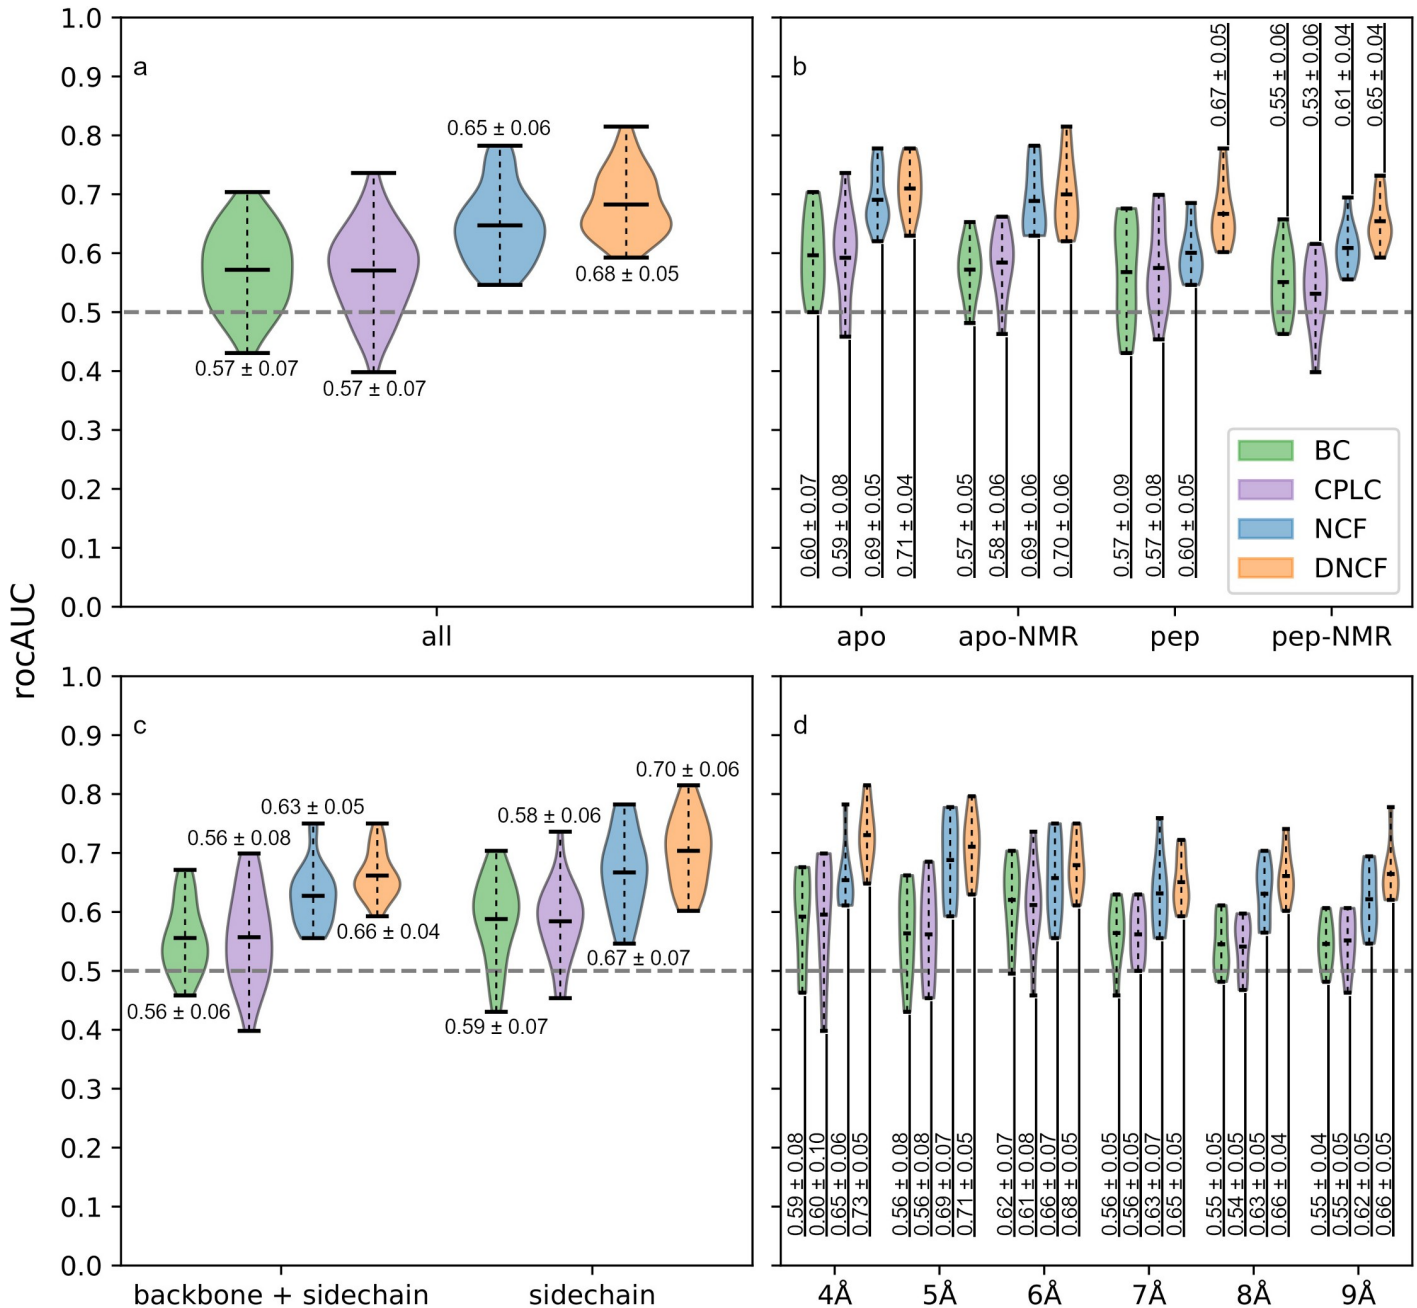 rocAUC
1.0
0.9
0.8
0.7
0.6
0.5
0.4
0.3
0.2
0.1
0.0
a
0.57 ± 0.07
0.57 ± 0.07
0.65 ± 0.06
0.68 ± 0.05
all
b
0.60 ± 0.07
0.59 ± 0.08
0.69 ± 0.05
0.71 ± 0.04
0.57 ± 0.05
0.58 ± 0.06
0.69 ± 0.06
0.70 ± 0.06
0.57 ± 0.09
0.57 ± 0.08
0.60 ± 0.05
0.67 ± 0.05
0.55 ± 0.06
0.53 ± 0.06
0.61 ± 0.04
0.65 ± 0.04
BC
CPLC
NCF
DNCF
apo
apo-NMR
pep
pep-NMR
1.0
0.9
0.8
0.7
0.6
0.5
0.4
0.3
0.2
0.1
0.0
c
0.56 ± 0.06
0.56 ± 0.08
0.63 ± 0.05
0.66 ± 0.04
0.59 ± 0.07
0.58 ± 0.06
0.67 ± 0.07
0.70 ± 0.06
backbone + sidechain
sidechain
d
0.59 ± 0.08
0.60 ± 0.10
0.65 ± 0.06
0.73 ± 0.05
0.56 ± 0.08
0.56 ± 0.08
0.69 ± 0.07
0.71 ± 0.05
0.62 ± 0.07
0.61 ± 0.08
0.66 ± 0.07
0.68 ± 0.05
0.56 ± 0.05
0.56 ± 0.05
0.63 ± 0.07
0.65 ± 0.05
0.55 ± 0.05
0.54 ± 0.05
0.63 ± 0.05
0.66 ± 0.04
0.55 ± 0.04
0.55 ± 0.05
0.62 ± 0.05
0.66 ± 0.05
4Å
5Å
6Å
7Å
8Å
9Å